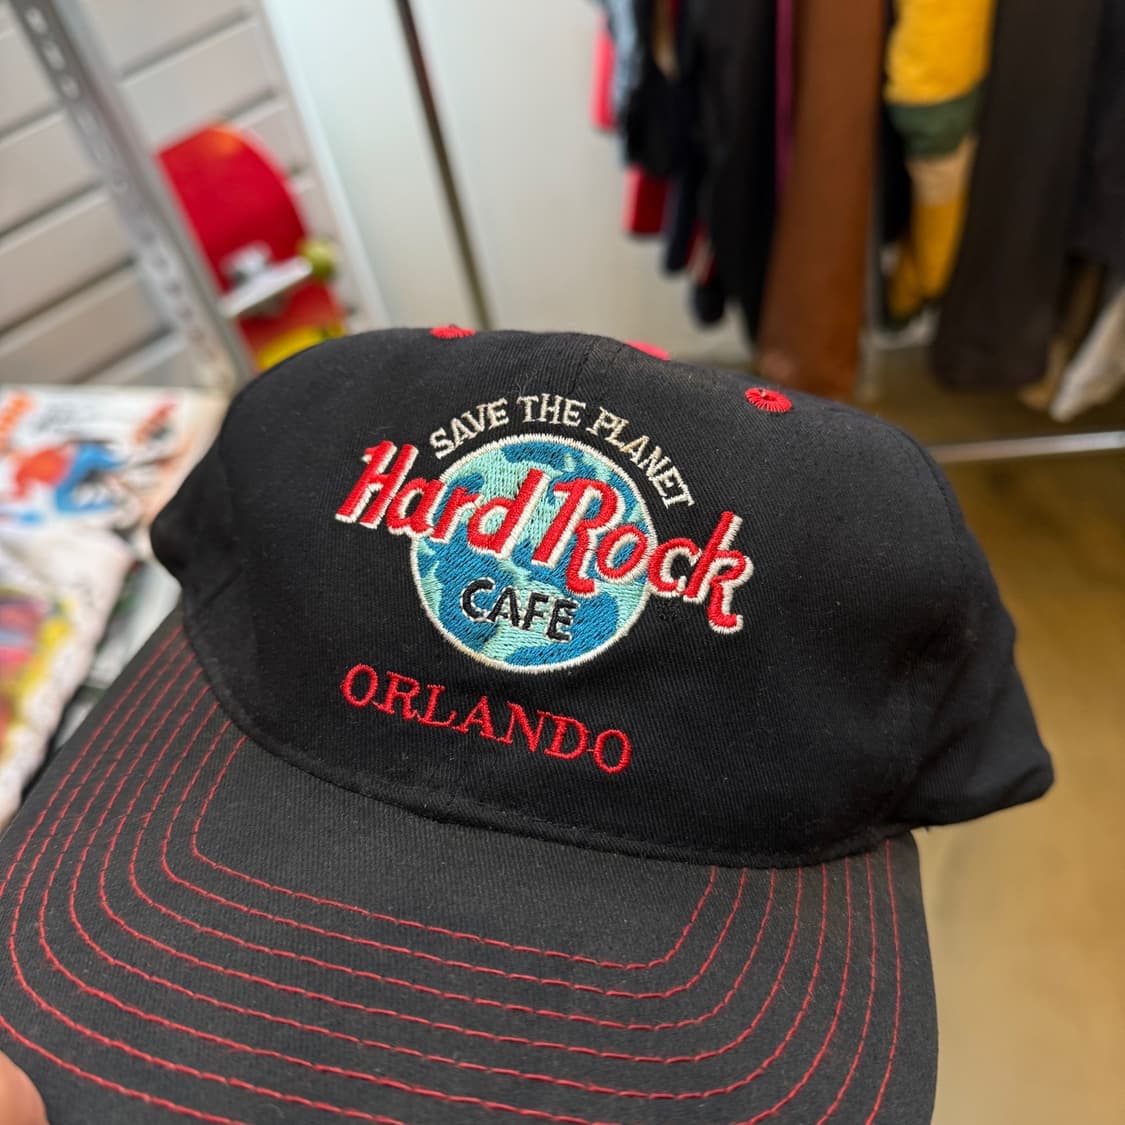 SAVE THE PLANET
Hard Rock
CAFE
ORLANDO